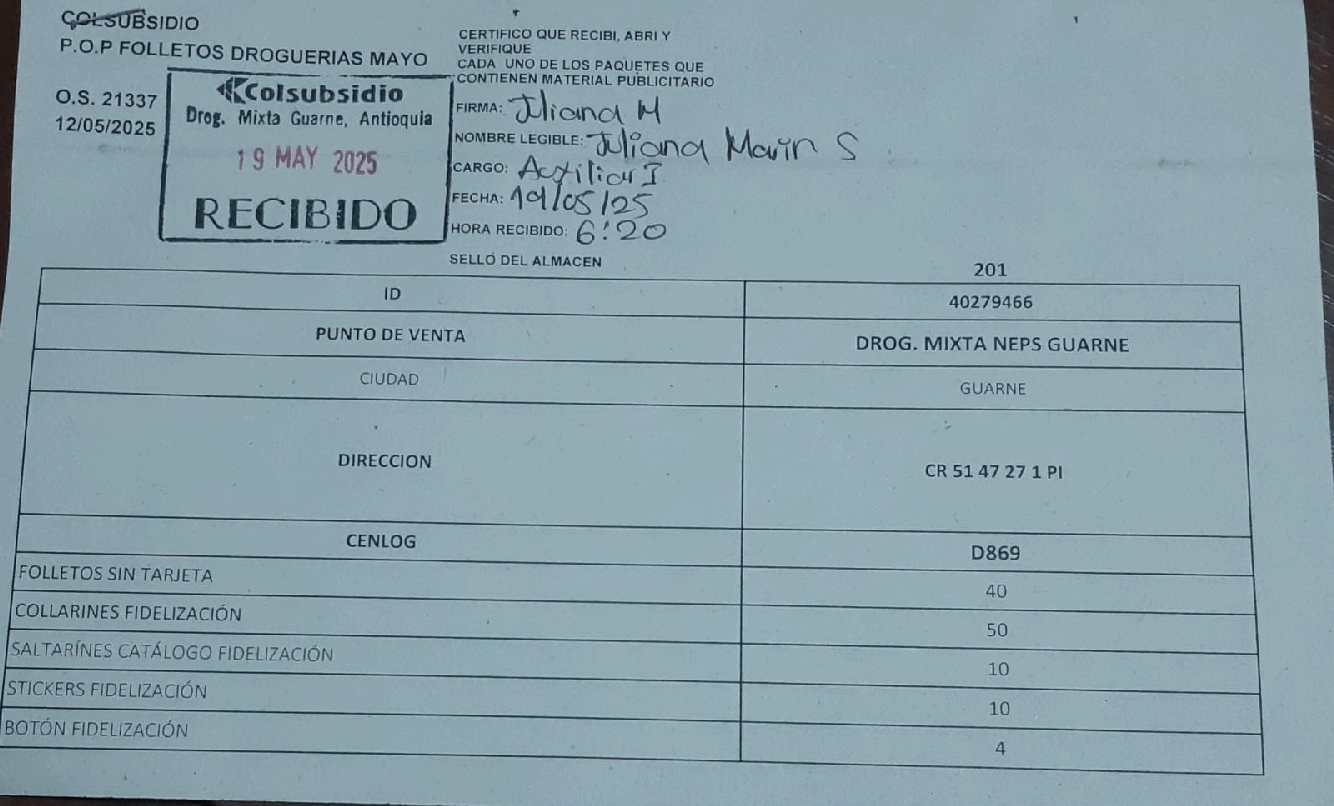 COLSUBSIDIO
P.O.P FOLLETOS DROGUERIAS MAYO
O.S. 21337
12/05/2025
Colsubsidio
Drog. Mixta Guarne, Antioquia
19 MAY 2025
RECIBIDO
CERTIFICO QUE RECIBI, ABRI Y
VERIFIQUE
CADA UNO DE LOS PAQUETES QUE
CONTIENEN MATERIAL PUBLICITARIO
FIRMA: Juliana M
NOMBRE LEGIBLE: Juliana Marin S
CARGO: Auxiliar I
FECHA: 19/05/25
HORA RECIBIDO: 6:20
SELLO DEL ALMACEN
201
ID 40279466
PUNTO DE VENTA DROG. MIXTA NEPS GUARNE
CIUDAD GUARNE
DIRECCION CR 51 47 27 1 PI
CENLOG D869
FOLLETOS SIN TARJETA 40
COLLARINES FIDELIZACIÓN 50
SALTARÍNES CATÁLOGO FIDELIZACIÓN 10
STICKERS FIDELIZACIÓN 10
BOTÓN FIDELIZACIÓN 4